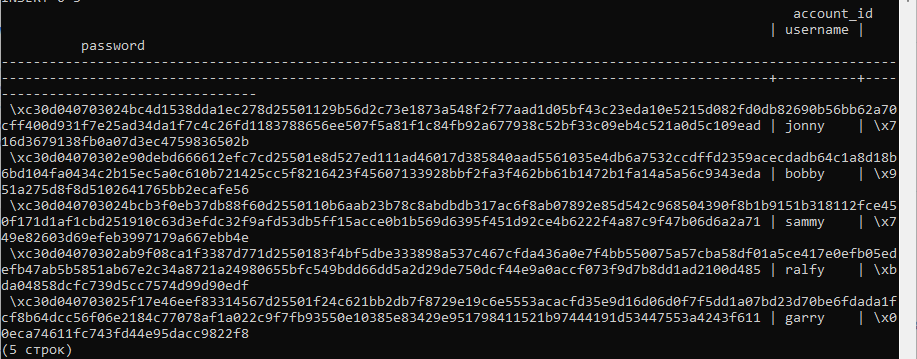 INSERT 0 5
account_id
| username |
password
--------------------------------------------------------------------------------------------------------------------
------------------------------------------------------------------------------------------------+----------+----
--------------------------------
\xc30d040703024bc4d1538dda1ec278d25501129b56d2c73e1873a548f2f77aad1d05bf43c23eda10e5215d082fd0db82690b56bb62a70
cff400d931f7e25ad34da1f7c4c26fd1183788656ee507f5a81f1c84fb92a677938c52bf33c09eb4c521a0d5c109ead | jonny | \x7
16d3679138fb0a07d3ec4759836502b
\xc30d04070302e90debd666612efc7cd25501e8d527ed111ad46017d385840aad5561035e4db6a7532ccdffd2359acecdadb64c1a8d18b
6bd104fa0434c2b15ec5a0c610b721425cc5f8216423f45607133928bbf2fa3f462bb61b1472b1fa14a5a56c9343eda | bobby | \x9
51a275d8f8d5102641765bb2ecafe56
\xc30d04070302bcb3f0eb37db88f60d2550110b6aab23b78c8abdbdb317ac6f8ab07892e85d542c968504390f8b1b9151b318112fce45
0f171d1af1cbd251910c63d3efdc32f9afd53db5ff15acce0b1b569d6395f451d92ce4b6222f4a87c9f47b06d6a2a71 | sammy | \x7
49e82603d69efeb3997179a667ebb4e
\xc30d04070302ab9f08ca1f3387d771d2550183f4bf5dbe333898a537c467cfda436a0e7f4bb550075a57cba58df01a5ce417e0efb05ed
efb47ab5b5851ab67e2c34a8721a24980655bfc549bdd66dd5a2d29de750dcf44e9a0accf073f9d7b8dd1ad2100d485 | ralfy | \xb
da04858dcfc739d5cc7574d99d90edf
\xc30d040703025f17e46eef83314567d25501f24c621bb2db7f8729e19c6e5553acacfd35e9d16d06d0f7f5dd1a07bd23d70be6fdada1f
cf8b64dcc56f06e2184c77078af1a022c9f7fb93550e10385e83429e951798411521b97444191d53447553a4243f611 | garry | \x0
0eca74611fc743fd44e95dacc9822f8
(5 строк)